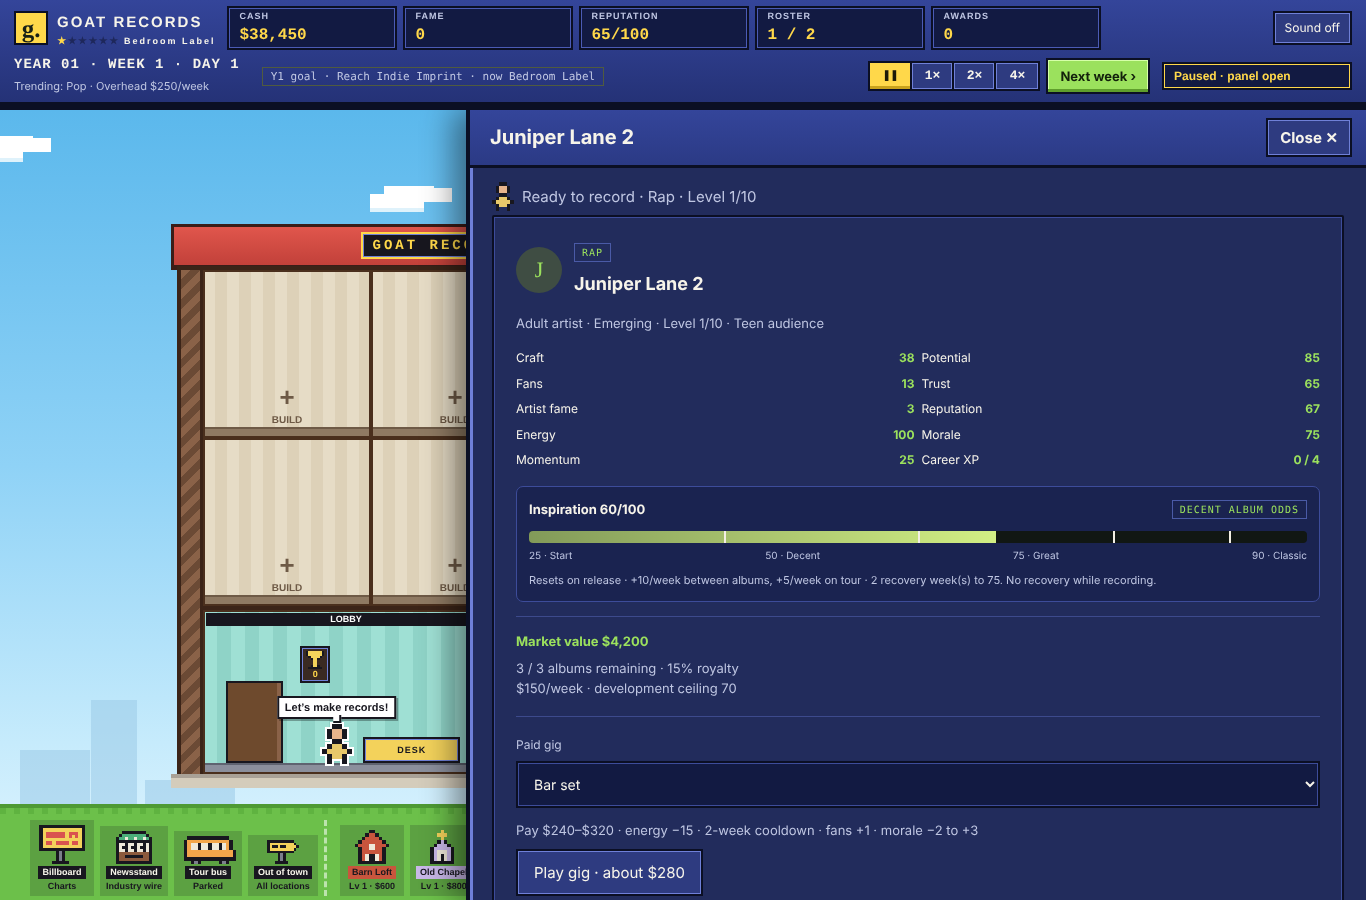 g.
GOAT RECORDS
★★★★★★ Bedroom Label
CASH
$38,450
FAME
0
REPUTATION
65/100
ROSTER
1 / 2
AWARDS
0
Sound off
YEAR 01 · WEEK 1 · DAY 1
Trending: Pop · Overhead $250/week
Y1 goal · Reach Indie Imprint · now Bedroom Label
1×
2×
4×
Next week ›
Paused · panel open
Juniper Lane 2
Close ✕
Ready to record · Rap · Level 1/10
J
RAP
Juniper Lane 2
Adult artist · Emerging · Level 1/10 · Teen audience
Craft 38 Potential 85
Fans 13 Trust 65
Artist fame 3 Reputation 67
Energy 100 Morale 75
Momentum 25 Career XP 0 / 4
Inspiration 60/100
DECENT ALBUM ODDS
25 · Start 50 · Decent 75 · Great 90 · Classic
Resets on release · +10/week between albums, +5/week on tour · 2 recovery week(s) to 75. No recovery while recording.
Market value $4,200
3 / 3 albums remaining · 15% royalty
$150/week · development ceiling 70
Paid gig
Bar set
Pay $240–$320 · energy −15 · 2-week cooldown · fans +1 · morale −2 to +3
Play gig · about $280
GOAT RECO
+
BUILD
+
BUILD
+
BUILD
+
BUILD
LOBBY
0
Let's make records!
DESK
Billboard
Charts
Newsstand
Industry wire
Tour bus
Parked
Out of town
All locations
Barn Loft
Lv 1 · $600
Old Chape
Lv 1 · $800